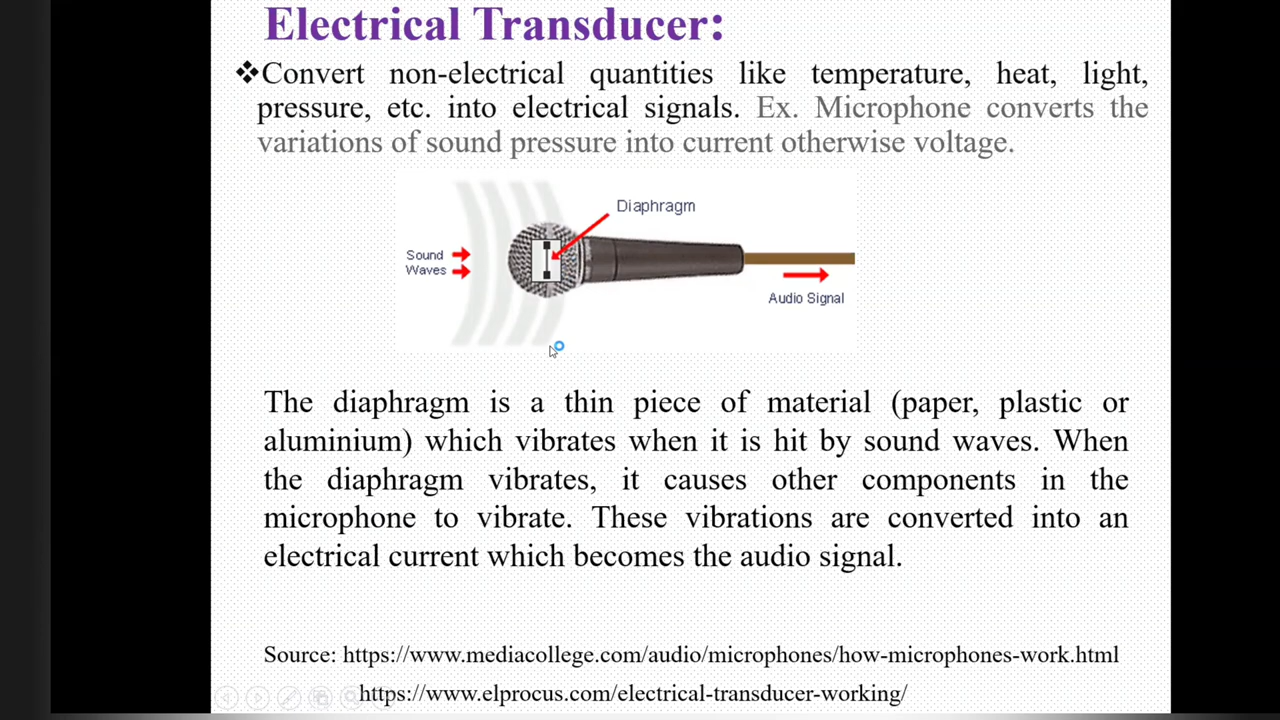 Electrical Transducer:
❖Convert non-electrical quantities like temperature, heat, light,
pressure, etc. into electrical signals. Ex. Microphone converts the
variations of sound pressure into current otherwise voltage.
Diaphragm
Sound
Waves
Audio Signal
The diaphragm is a thin piece of material (paper, plastic or
aluminium) which vibrates when it is hit by sound waves. When
the diaphragm vibrates, it causes other components in the
microphone to vibrate. These vibrations are converted into an
electrical current which becomes the audio signal.
Source: https://www.mediacollege.com/audio/microphones/how-microphones-work.html
https://www.elprocus.com/electrical-transducer-working/